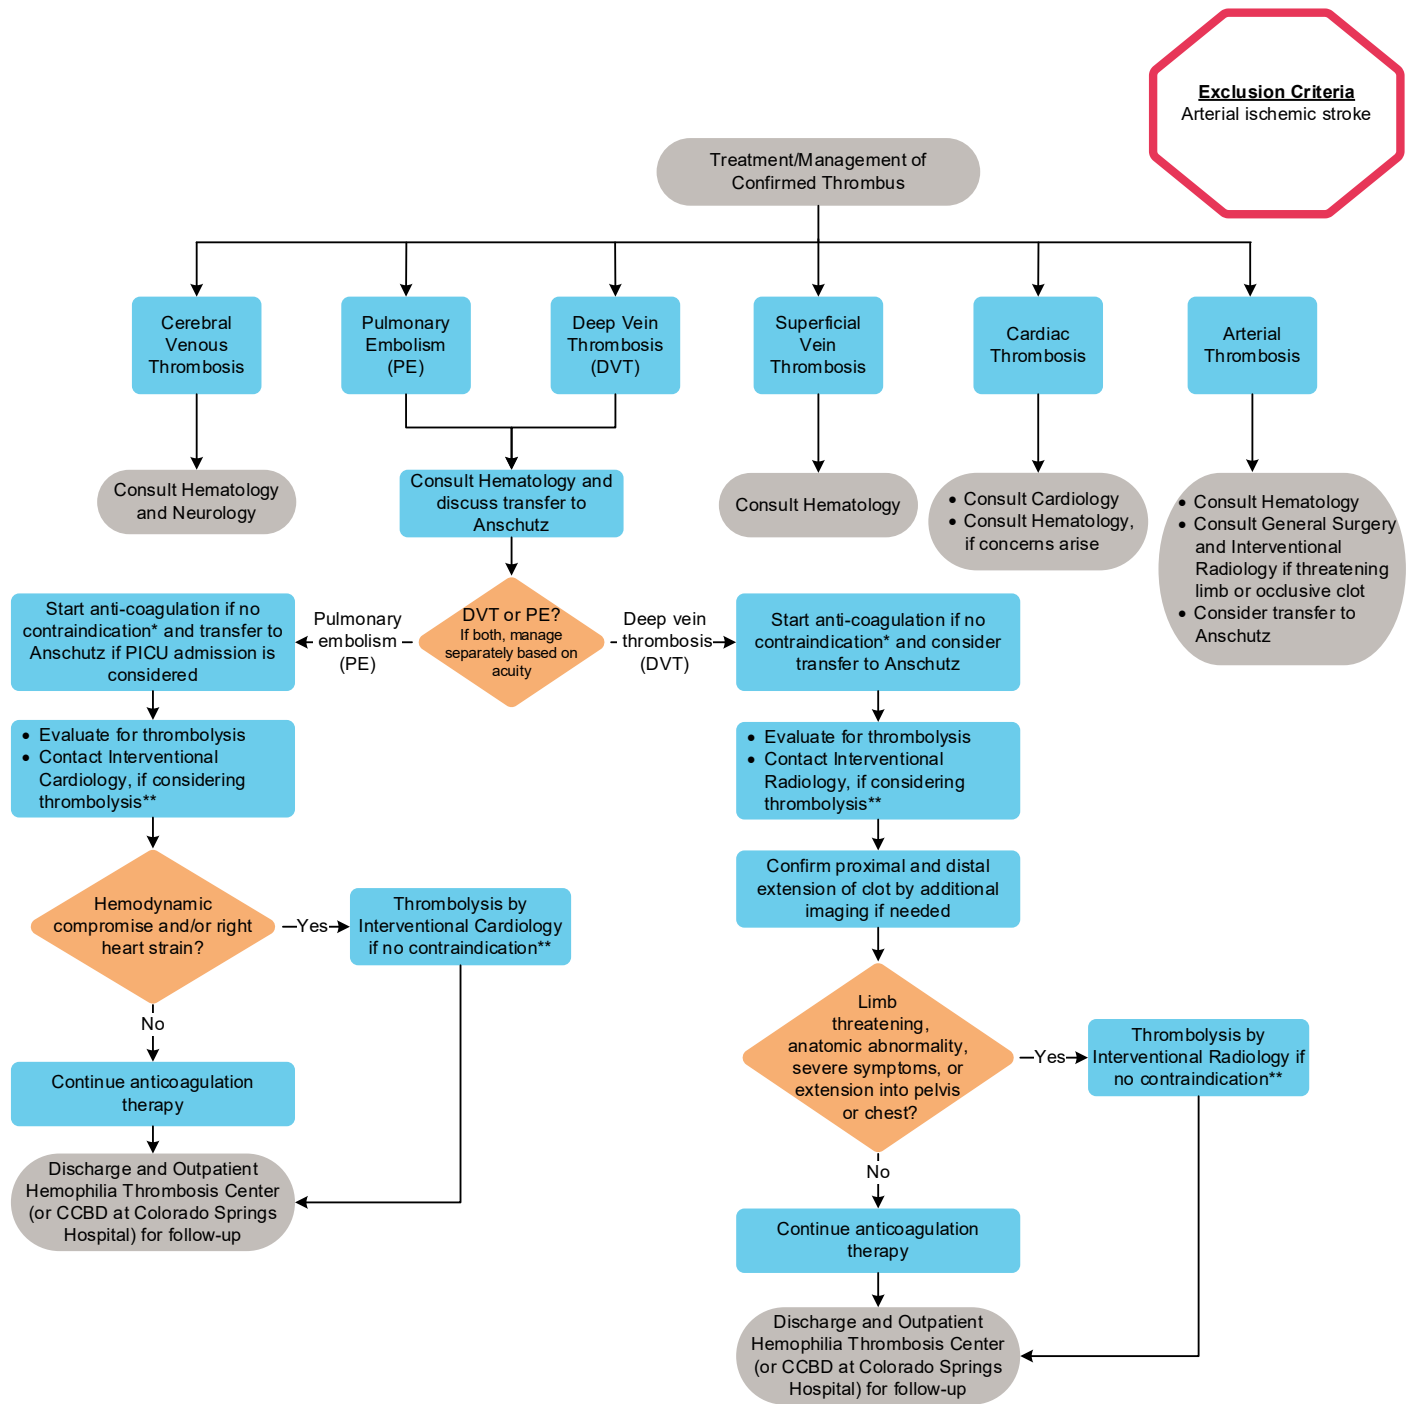 Exclusion Criteria
Arterial ischemic stroke
Treatment/Management of
Confirmed Thrombus
Cerebral
Venous
Thrombosis
Pulmonary
Embolism
(PE)
Deep Vein
Thrombosis
(DVT)
Superficial
Vein
Thrombosis
Cardiac
Thrombosis
Arterial
Thrombosis
Consult Hematology
and Neurology
Consult Hematology and
discuss transfer to
Anschutz
Consult Hematology
• Consult Cardiology
• Consult Hematology,
if concerns arise
• Consult Hematology
• Consult General Surgery
and Interventional
Radiology if threatening
limb or occlusive clot
• Consider transfer to
Anschutz
DVT or PE?
If both, manage
separately based on
acuity
Pulmonary
embolism
(PE)
Deep vein
thrombosis
(DVT)
Start anti-coagulation if no
contraindication* and transfer to
Anschutz if PICU admission is
considered
• Evaluate for thrombolysis
• Contact Interventional
Cardiology, if considering
thrombolysis**
Hemodynamic
compromise and/or right
heart strain?
Yes
Thrombolysis by
Interventional Cardiology
if no contraindication**
No
Continue anticoagulation
therapy
Discharge and Outpatient
Hemophilia Thrombosis Center
(or CCBD at Colorado Springs
Hospital) for follow-up
Start anti-coagulation if no
contraindication* and consider
transfer to Anschutz
• Evaluate for thrombolysis
• Contact Interventional
Radiology, if considering
thrombolysis**
Confirm proximal and distal
extension of clot by additional
imaging if needed
Limb
threatening,
anatomic abnormality,
severe symptoms, or
extension into pelvis
or chest?
Yes
Thrombolysis by
Interventional Radiology if
no contraindication**
No
Continue anticoagulation
therapy
Discharge and Outpatient
Hemophilia Thrombosis Center
(or CCBD at Colorado Springs
Hospital) for follow-up